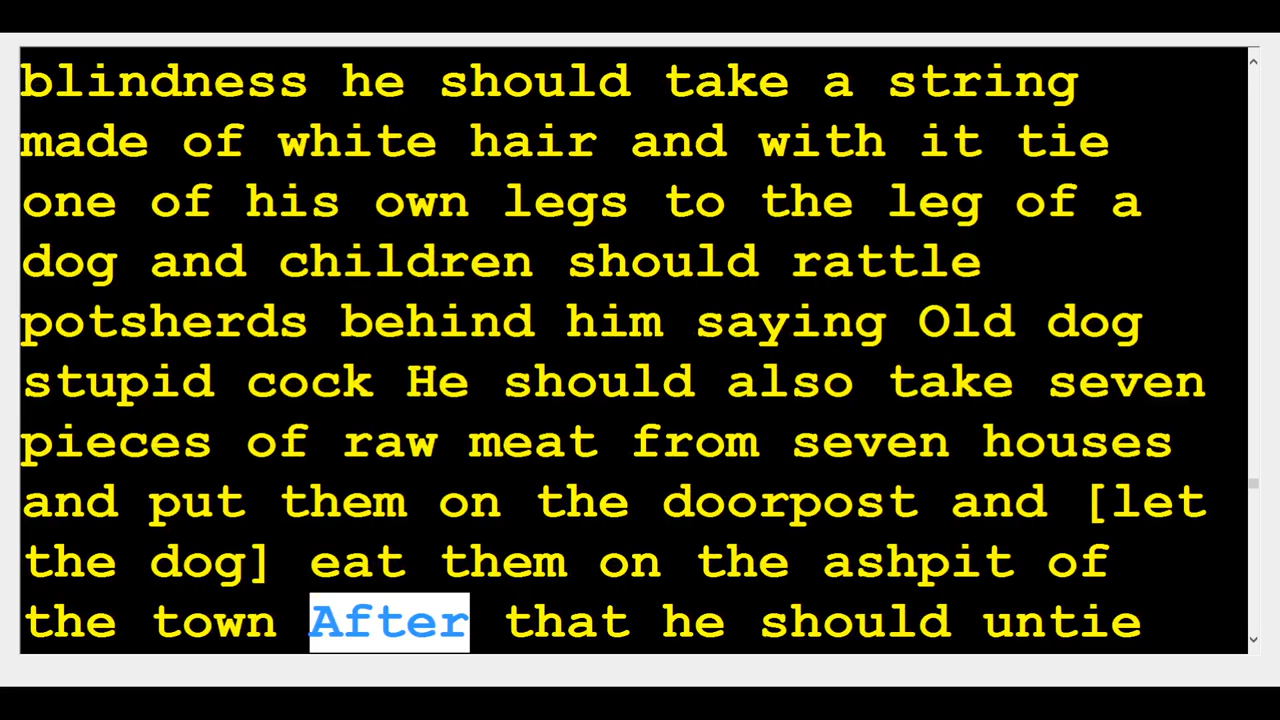 blindness he should take a string
made of white hair and with it tie
one of his own legs to the leg of a
dog and children should rattle
potsherds behind him saying Old dog
stupid cock He should also take seven
pieces of raw meat from seven houses
and put them on the doorpost and [let
the dog] eat them on the ashpit of
the town After that he should untie